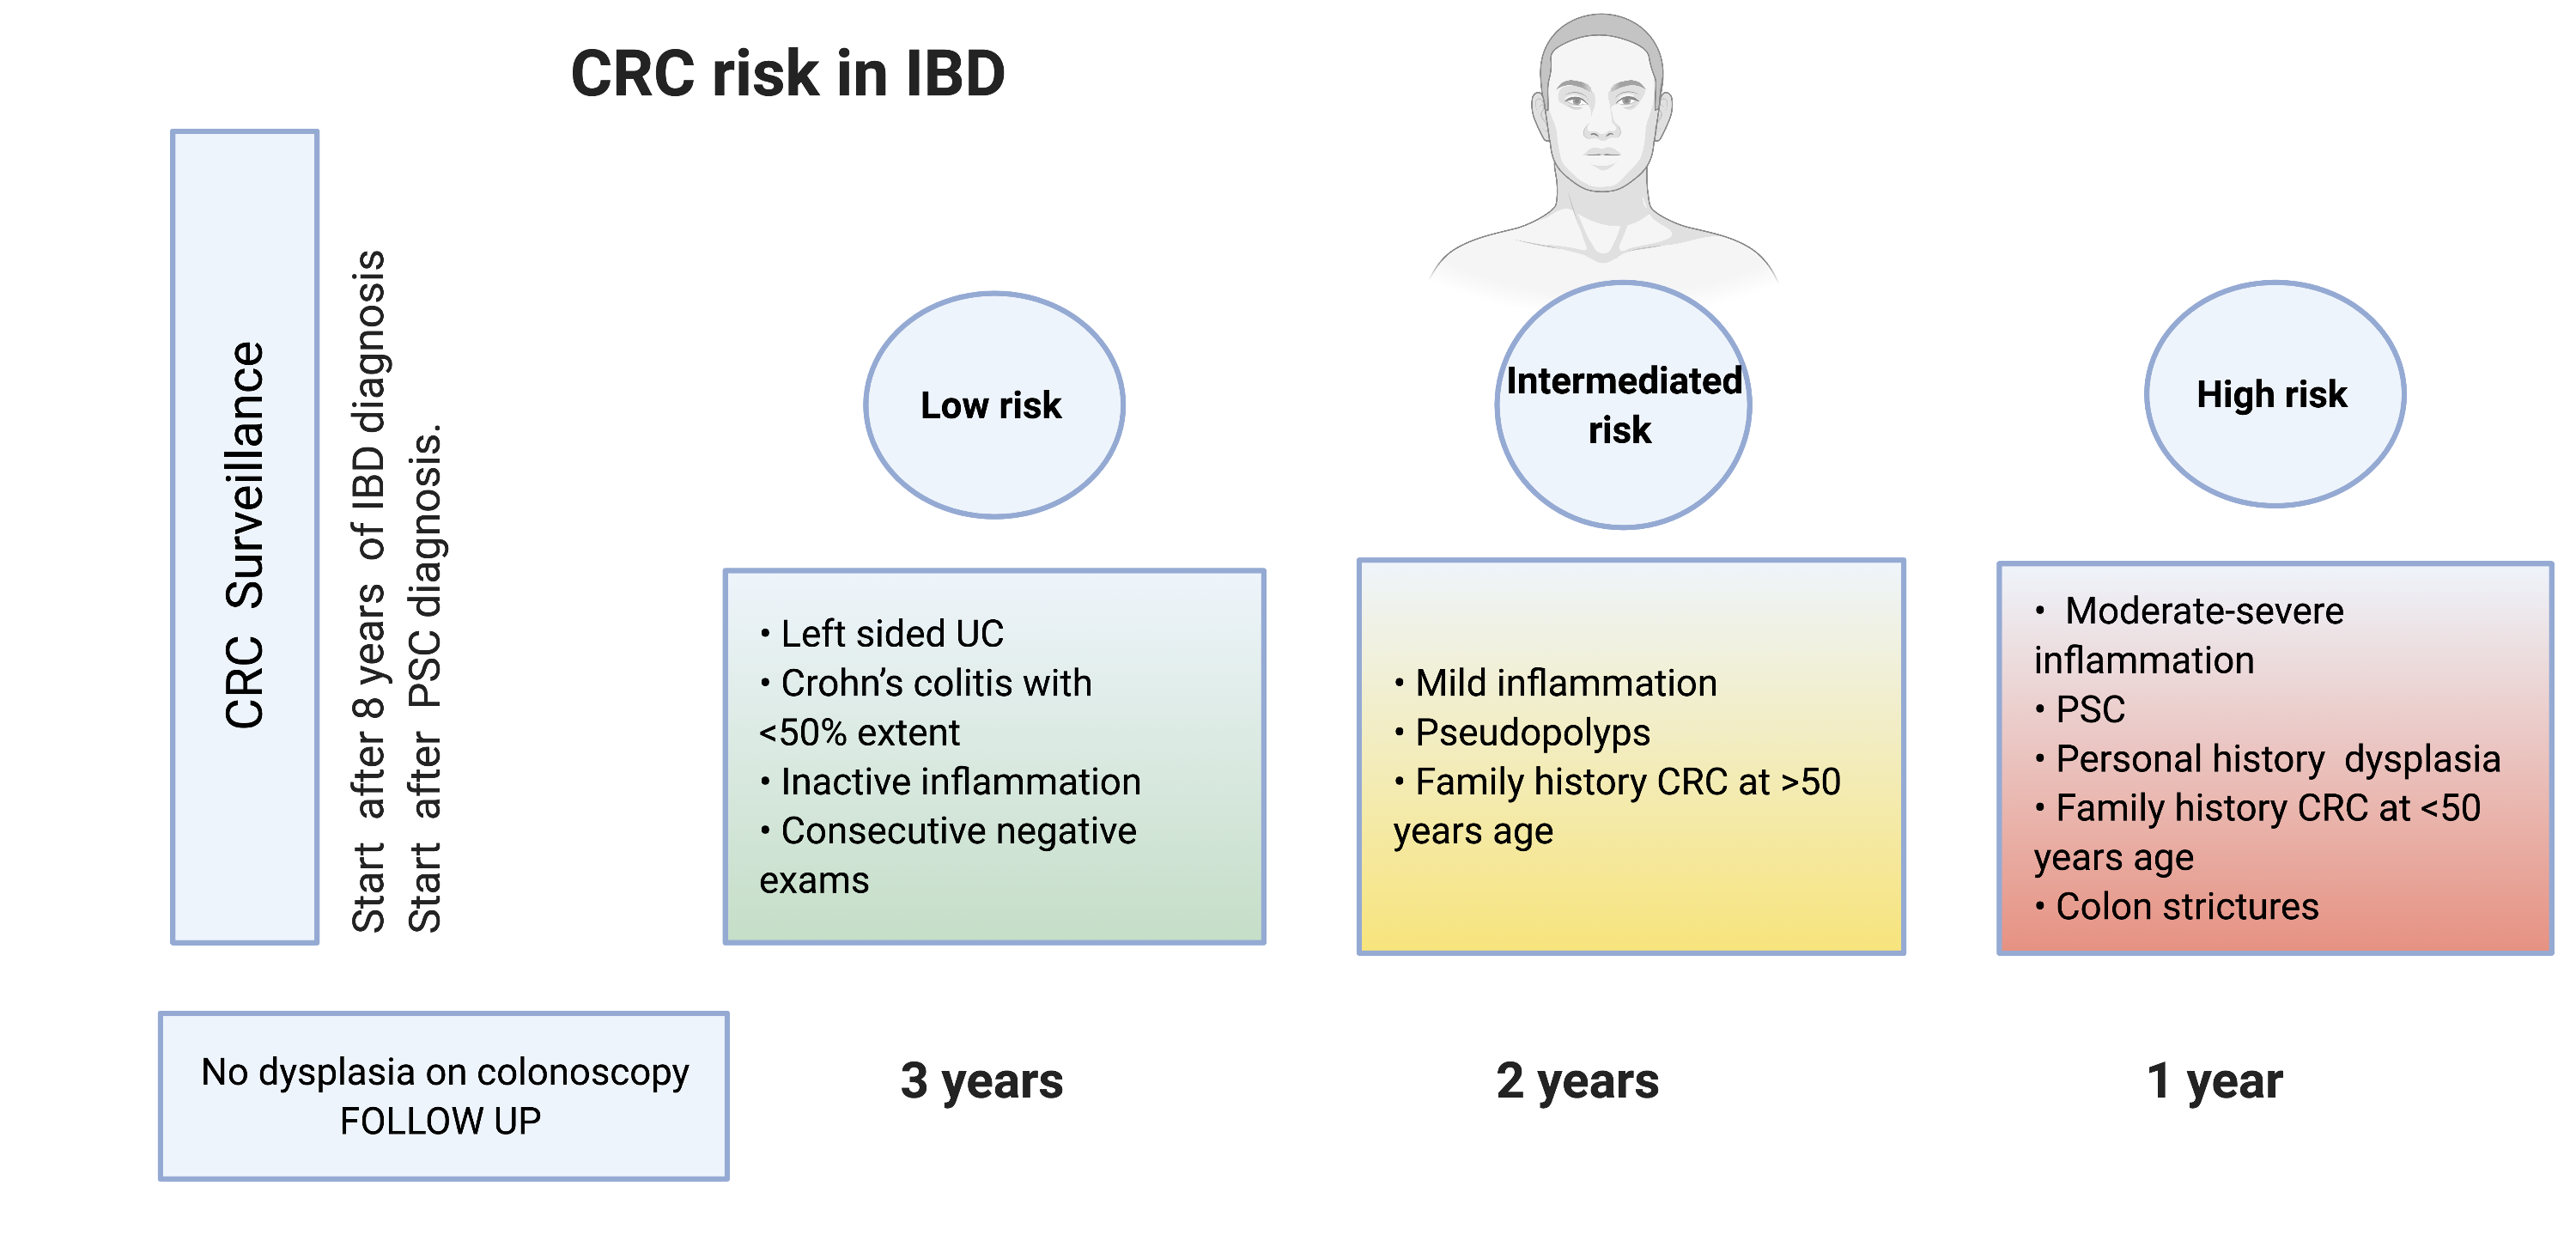 CRC risk in IBD
CRC Surveillance
Start after 8 years of IBD diagnosis
Start after PSC diagnosis.
Low risk
• Left sided UC
• Crohn’s colitis with
<50% extent
• Inactive inflammation
• Consecutive negative
exams
Intermediated
risk
• Mild inflammation
• Pseudopolyps
• Family history CRC at >50
years age
High risk
• Moderate-severe
inflammation
• PSC
• Personal history dysplasia
• Family history CRC at <50
years age
• Colon strictures
No dysplasia on colonoscopy
FOLLOW UP
3 years
2 years
1 year